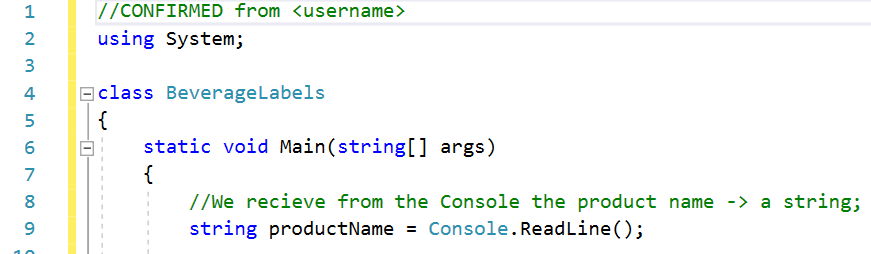 1 //CONFIRMED from <username>
2 using System;
3
4 class BeverageLabels
5 {
6 static void Main(string[] args)
7 {
8 //We recieve from the Console the product name -> a string;
9 string productName = Console.ReadLine();